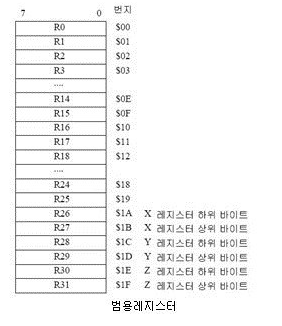 7 0 번지
R0 $00
R1 $01
R2 $02
R3 $03
....
R14 $0E
R15 $0F
R16 $10
R17 $11
R18 $12
....
R24 $18
R25 $19
R26 $1A X 레지스터 하위 바이트
R27 $1B X 레지스터 상위 바이트
R28 $1C Y 레지스터 하위 바이트
R29 $1D Y 레지스터 상위 바이트
R30 $1E Z 레지스터 하위 바이트
R31 $1F Z 레지스터 상위 바이트
범용레지스터